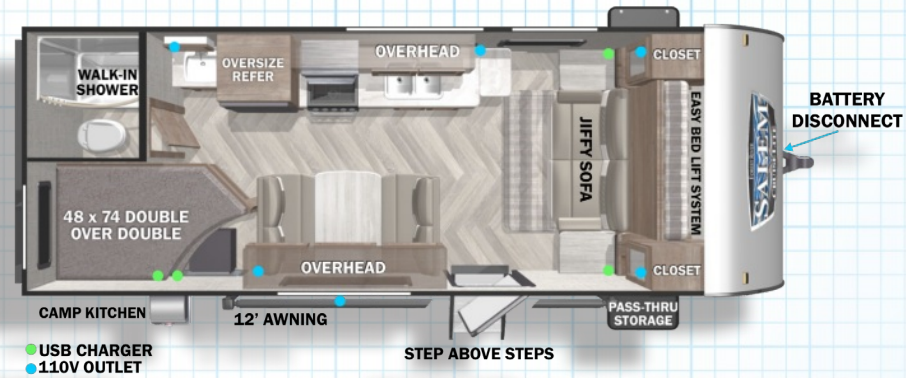 WALK-IN
SHOWER
OVERSIZE
REFER
OVERHEAD
CLOSET
BATTERY
DISCONNECT
JIFFY SOFA
EASY BED LIFT SYSTEM
SALEM
48 x 74 DOUBLE
OVER DOUBLE
OVERHEAD
CLOSET
CAMP KITCHEN
12' AWNING
PASS-THRU
STORAGE
STEP ABOVE STEPS
USB CHARGER
110V OUTLET